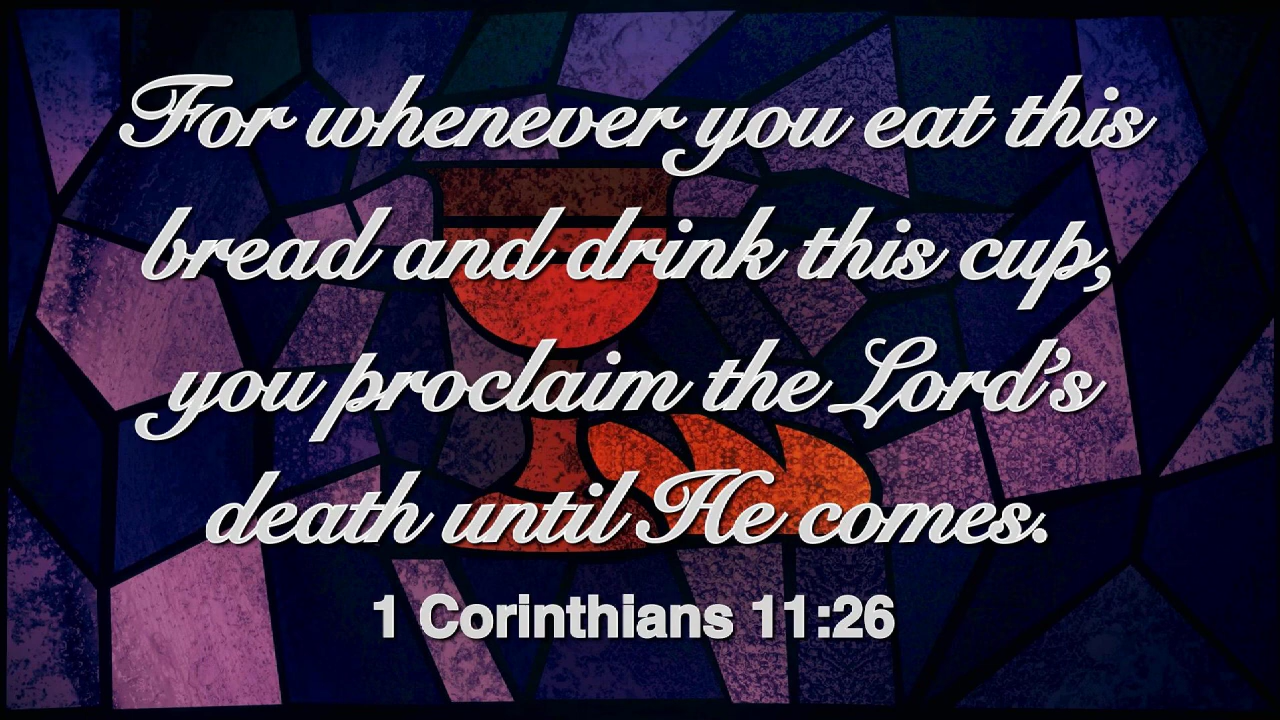 For whenever you eat this
bread and drink this cup,
you proclaim the Lord’s
death until He comes.
1 Corinthians 11:26